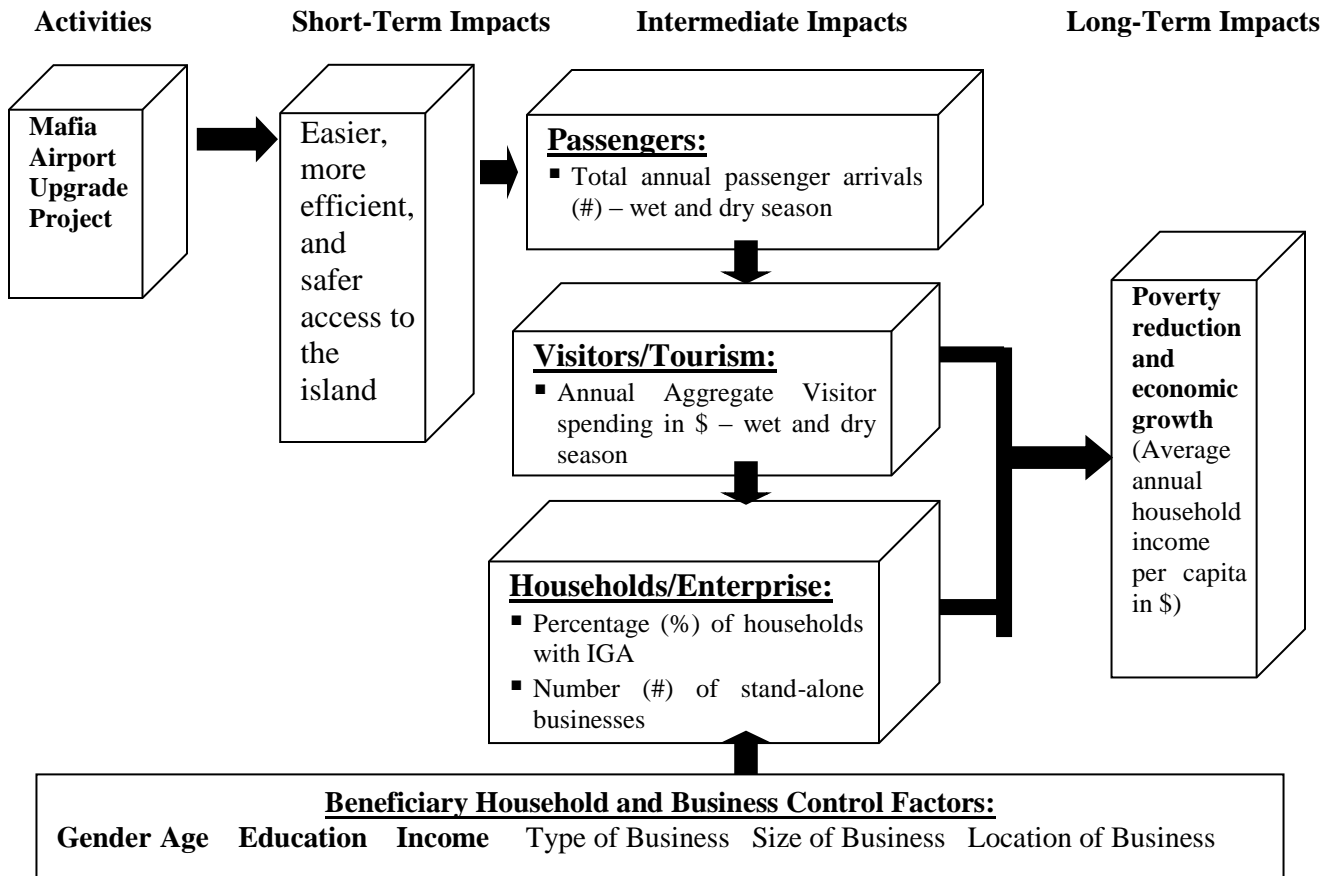 Activities
Short-Term Impacts
Intermediate Impacts
Long-Term Impacts
Mafia
Airport
Upgrade
Project
Easier,
more
efficient,
and
safer
access to
the
island
Passengers:
▪ Total annual passenger arrivals
(#) – wet and dry season
Visitors/Tourism:
▪ Annual Aggregate Visitor
spending in $ – wet and dry
season
Households/Enterprise:
▪ Percentage (%) of households
with IGA
▪ Number (#) of stand-alone
businesses
Poverty
reduction
and
economic
growth
(Average
annual
household
income
per capita
in $)
Beneficiary Household and Business Control Factors:
Gender Age Education Income Type of Business Size of Business Location of Business